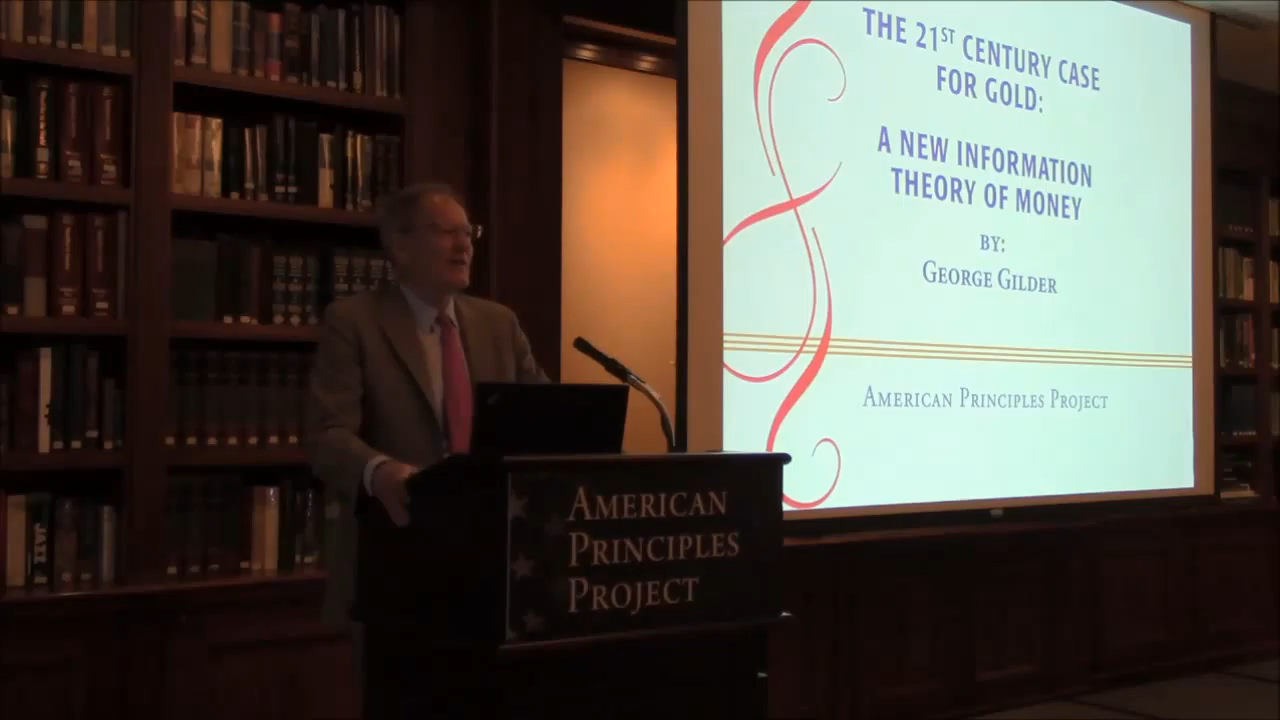 THE 21ST CENTURY CASE
FOR GOLD:
A NEW INFORMATION
THEORY OF MONEY
BY:
GEORGE GILDER
AMERICAN PRINCIPLES PROJECT
AMERICAN
PRINCIPLES
PROJECT